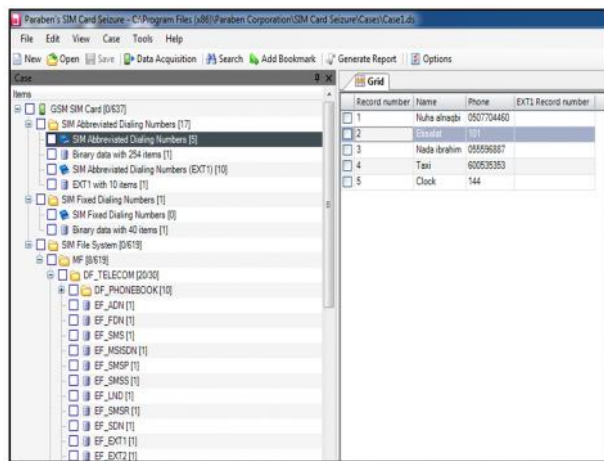 Paraben's SIM Card Seizure - C:\Program Files (x86)\Paraben Corporation\SIM Card Seizure\Cases\Case1.ds
File Edit View Case Tools Help
New Open Save Data Acquisition Search Add Bookmark Generate Report Options
Case
Items
GSM SIM Card [0/637]
SIM Abbreviated Dialing Numbers [17]
SIM Abbreviated Dialing Numbers [5]
Binary data with 254 items [1]
SIM Abbreviated Dialing Numbers (EXT1) [10]
EXT1 with 10 items [1]
SIM Fixed Dialing Numbers [1]
SIM Fixed Dialing Numbers [0]
Binary data with 40 items [1]
SIM File System [0/619]
MF [8/619]
DF_TELECOM [20/30]
DF_PHONEBOOK [10]
EF_ADN [1]
EF_FDN [1]
EF_SMS [1]
EF_MSISDN [1]
EF_SMSP [1]
EF_SMSS [1]
EF_LND [1]
EF_SMSR [1]
EF_SDN [1]
EF_EXT1 [1]
EF_EXT2 [1]
Grid
Record number Name Phone EXT1 Record number
1 Nuha alnaqbi 0507704460
2 Etisalat 101
3 Nada ibrahim 055596887
4 Taxi 600535353
5 Clock 144